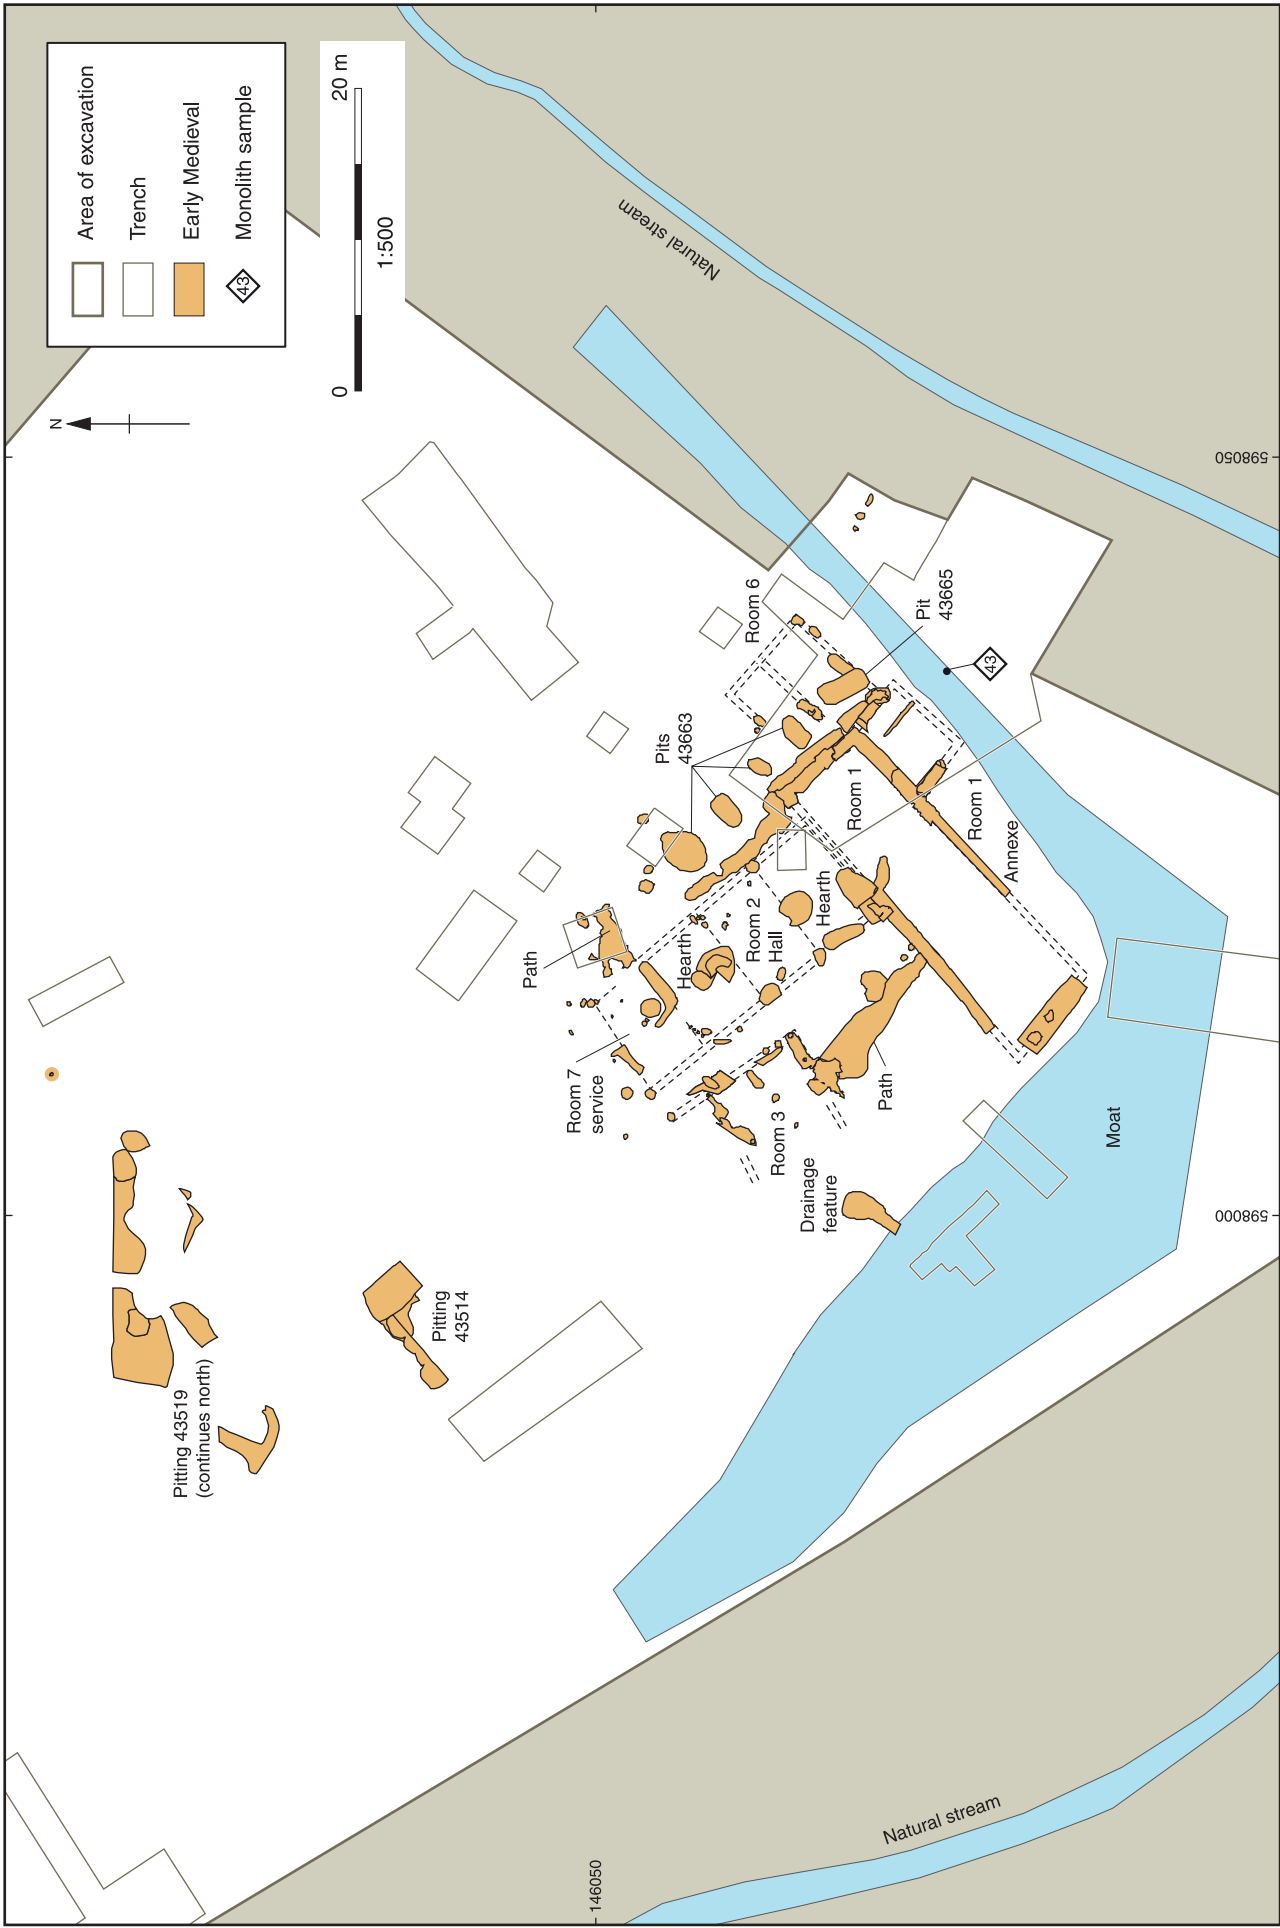 Area of excavation
Trench
Early Medieval
43
Monolith sample
0
20 m
1:500
N
Natural stream
598050
Room 6
Pit
43665
43
Pits
43663
Room 1
Room 1
Annexe
Path
Hearth
Room 2
Hall
Hearth
Room 7
service
Path
Room 3
Drainage
feature
Moat
598000
Pitting 43519
(continues north)
Pitting
43514
Natural stream
146050